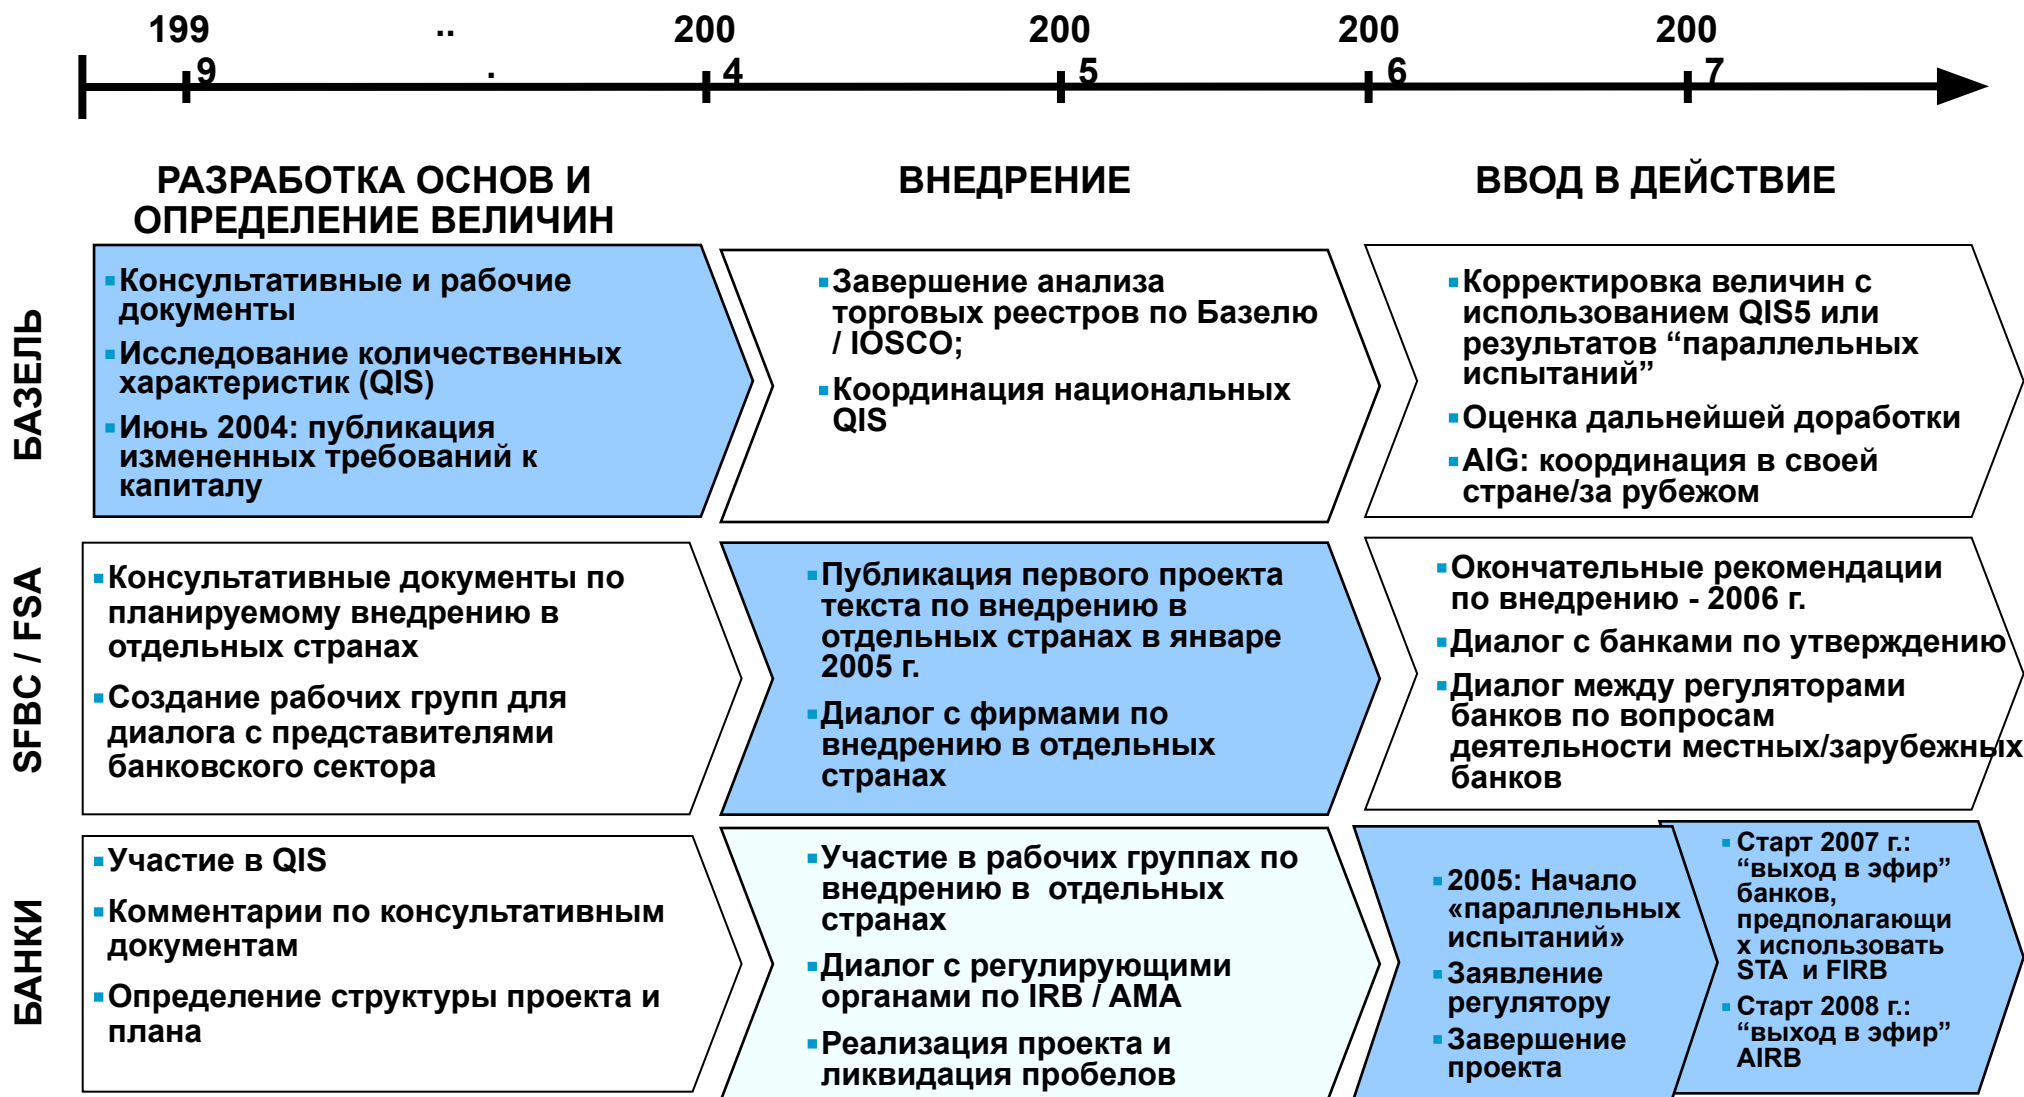 199 .. 200 200 200 200
9 . 4 5 6 7
РАЗРАБОТКА ОСНОВ И
ОПРЕДЕЛЕНИЕ ВЕЛИЧИН
ВНЕДРЕНИЕ
ВВОД В ДЕЙСТВИЕ
БАЗЕЛЬ
Консультативные и рабочие
документы
Исследование количественных
характеристик (QIS)
Июнь 2004: публикация
измененных требований к
капиталу
Завершение анализа
торговых реестров по Базелю
/ IOSCO;
Координация национальных
QIS
Корректировка величин с
использованием QIS5 или
результатов “параллельных
испытаний”
Оценка дальнейшей доработки
AIG: координация в своей
стране/за рубежом
SFBC / FSA
Консультативные документы по
планируемому внедрению в
отдельных странах
Создание рабочих групп для
диалога с представителями
банковского сектора
Публикация первого проекта
текста по внедрению в
отдельных странах в январе
2005 г.
Диалог с фирмами по
внедрению в отдельных
странах
Окончательные рекомендации
по внедрению - 2006 г.
Диалог с банками по утверждению
Диалог между регуляторами
банков по вопросам
деятельности местных/зарубежных
банков
БАНКИ
Участие в QIS
Комментарии по консультативным
документам
Определение структуры проекта и
плана
Участие в рабочих группах по
внедрению в отдельных
странах
Диалог с регулирующими
органами по IRB / AMA
Реализация проекта и
ликвидация пробелов
2005: Начало
«параллельных
испытаний»
Заявление
регулятору
Завершение
проекта
Старт 2007 г.:
“выход в эфир”
банков,
предполагающи
х использовать
STA и FIRB
Старт 2008 г.:
“выход в эфир”
AIRB